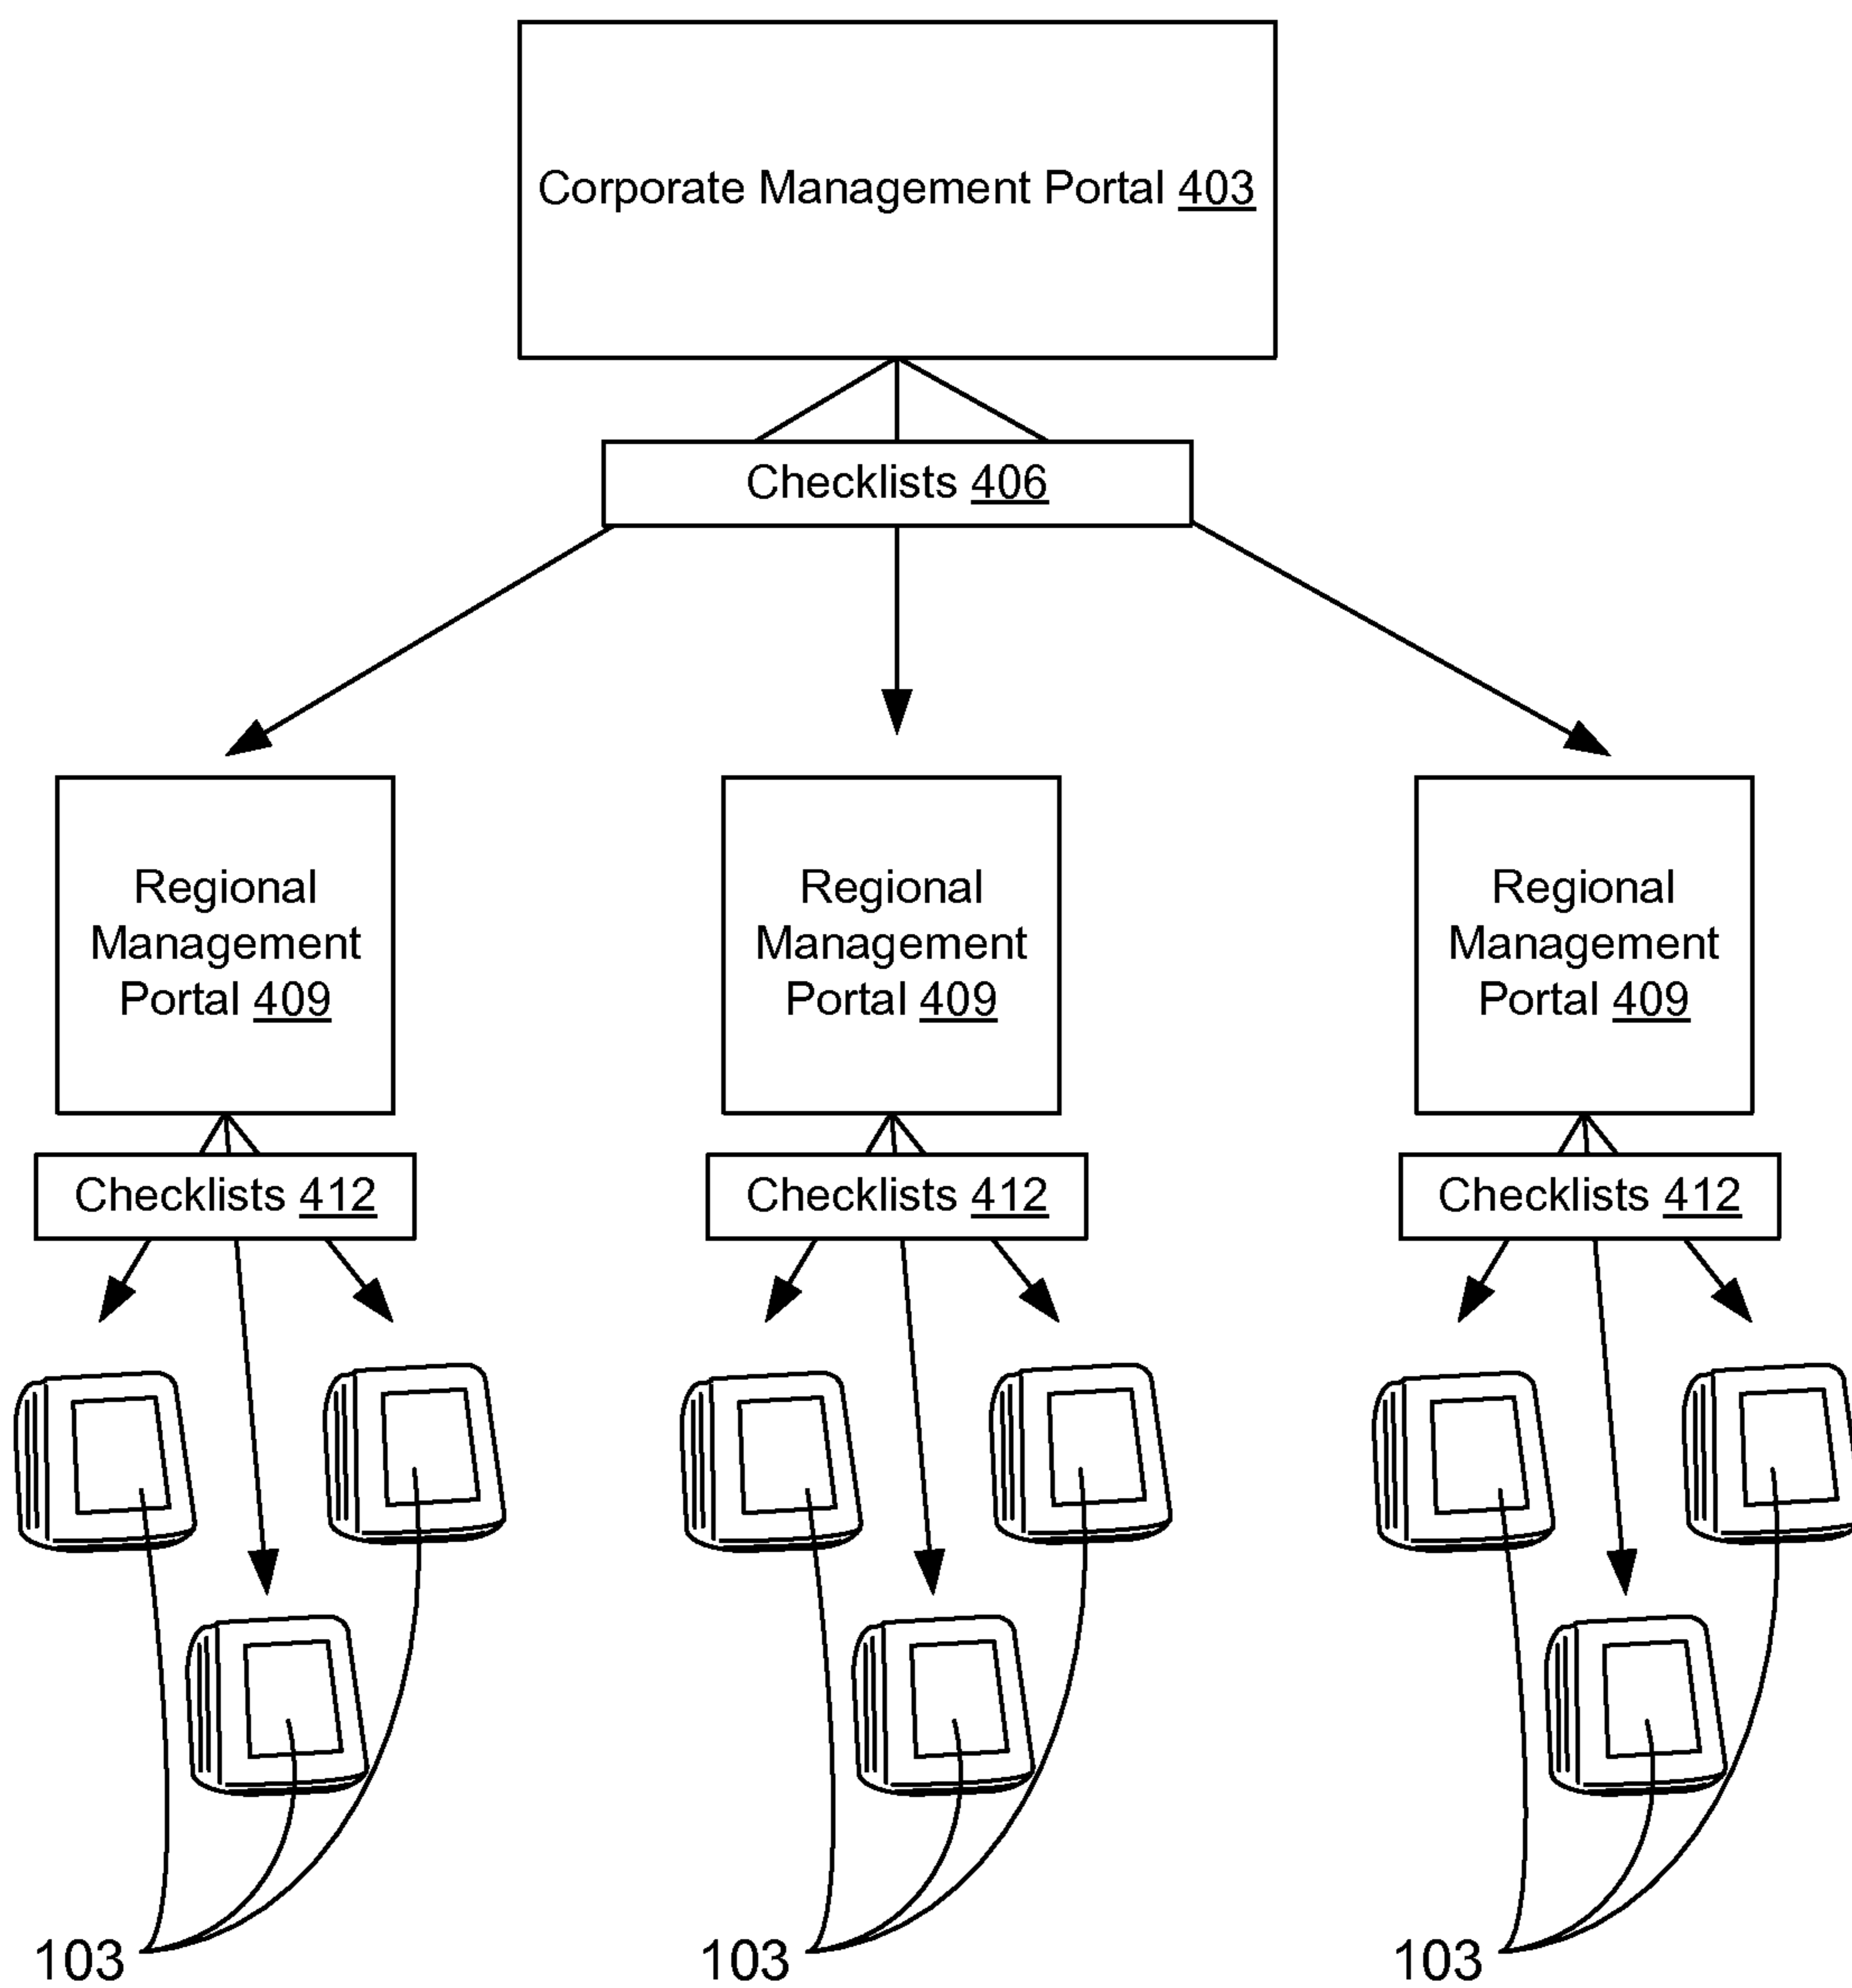 Corporate Management Portal 403
Checklists 406
Regional
Management
Portal 409
Regional
Management
Portal 409
Regional
Management
Portal 409
Checklists 412
Checklists 412
Checklists 412
103
103
103